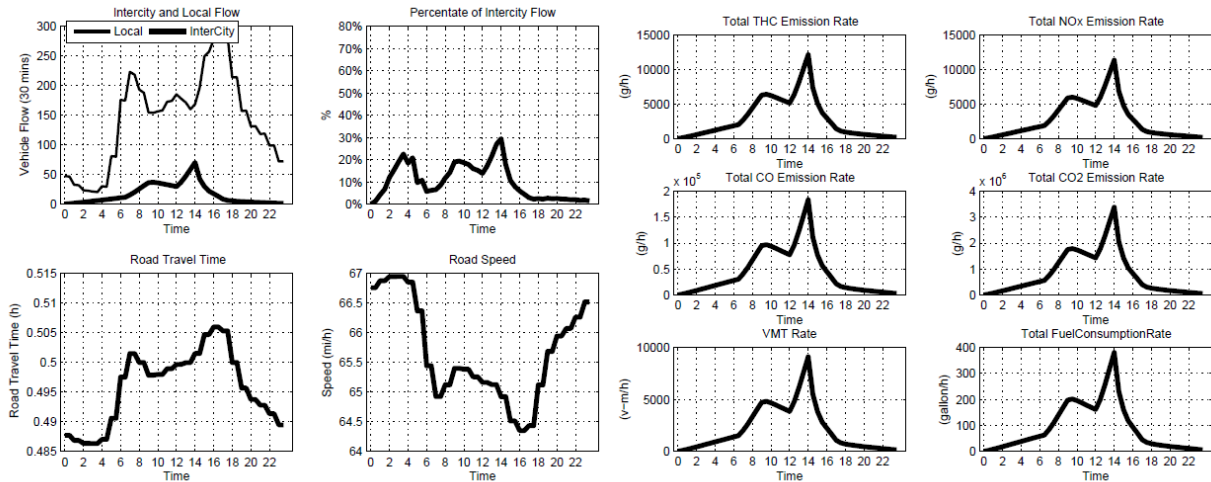 Intercity and Local Flow
Local InterCity
Vehicle Flow (30 mins)
300
250
200
150
100
50
0
0 2 4 6 8 10 12 14 16 18 20 22
Time
Percentage of Intercity Flow
%
80%
70%
60%
50%
40%
30%
20%
10%
0%
0 2 4 6 8 10 12 14 16 18 20 22
Time
Road Travel Time
Road Travel Time (h)
0.515
0.51
0.505
0.5
0.495
0.49
0.485
0 2 4 6 8 10 12 14 16 18 20 22
Time
Road Speed
Speed (mi/h)
67
66.5
66
65.5
65
64.5
64
0 2 4 6 8 10 12 14 16 18 20 22
Time
Total THC Emission Rate
(g/h)
15000
10000
5000
0
0 2 4 6 8 10 12 14 16 18 20 22
Time
Total NOx Emission Rate
(g/h)
15000
10000
5000
0
0 2 4 6 8 10 12 14 16 18 20 22
Time
x 10^5
Total CO Emission Rate
(g/h)
2
1.5
1
0.5
0
0 2 4 6 8 10 12 14 16 18 20 22
Time
x 10^6
Total CO2 Emission Rate
(g/h)
4
3
2
1
0
0 2 4 6 8 10 12 14 16 18 20 22
Time
VMT Rate
(v−m/h)
10000
5000
0
0 2 4 6 8 10 12 14 16 18 20 22
Time
Total FuelConsumptionRate
(gallon/h)
400
300
200
100
0
0 2 4 6 8 10 12 14 16 18 20 22
Time